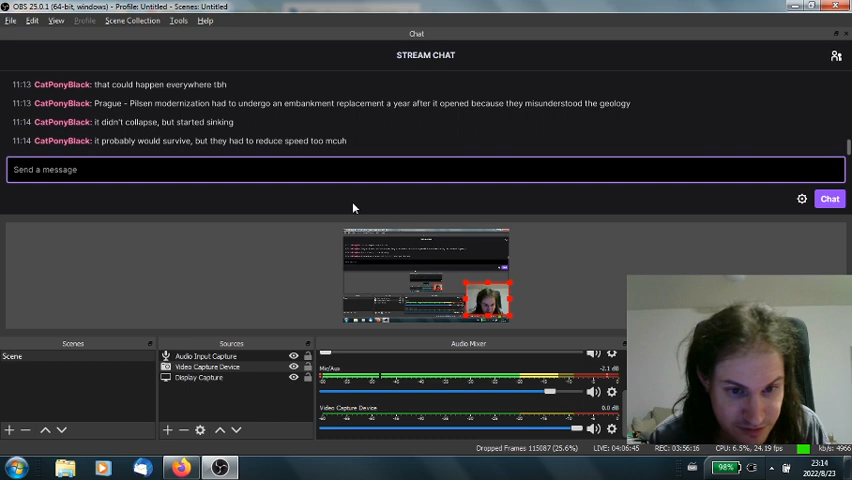 OBS 25.0.1 (64-bit, windows) - Profile: Untitled - Scenes: Untitled
File Edit View Profile Scene Collection Tools Help
Chat
STREAM CHAT
11:13 CatPonyBlack: that could happen everywhere tbh
11:13 CatPonyBlack: Prague - Pilsen modernization had to undergo an embankment replacement a year after it opened because they misunderstood the geology
11:14 CatPonyBlack: it didn't collapse, but started sinking
11:14 CatPonyBlack: it probably would survive, but they had to reduce speed too mcuh
Send a message
Chat
Scenes Sources Audio Mixer
Scene
Audio Input Capture
Video Capture Device
Display Capture
Mic/Aux -2.1 dB
Video Capture Device 0.0 dB
Dropped Frames 115087 (25.6%) LIVE: 04:06:45 REC: 03:56:16 CPU: 6.5%, 24.19 fps kb/s: 4966
98% 23:14
2022/8/23